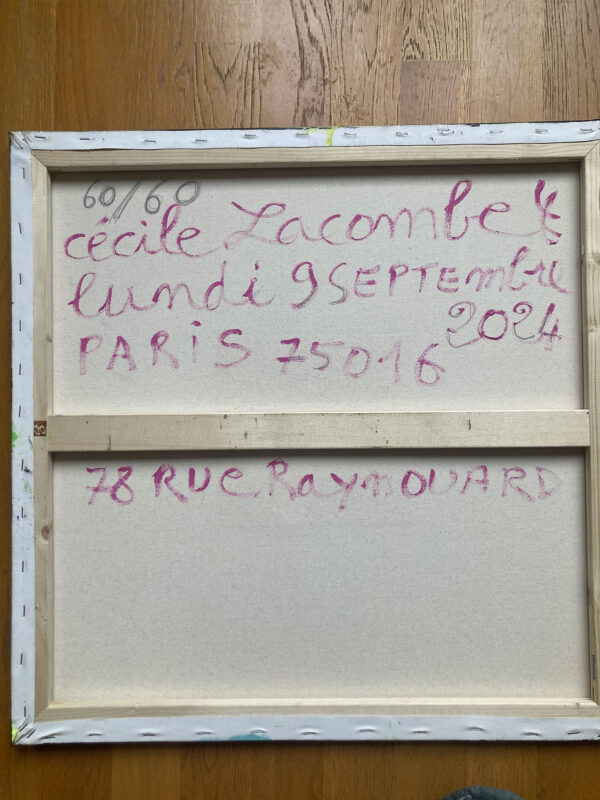 60/60
cécile Lacombe
lundi 9 SEPTEmbre
2024
PARiS 75016
78 RUe RaynOUARD